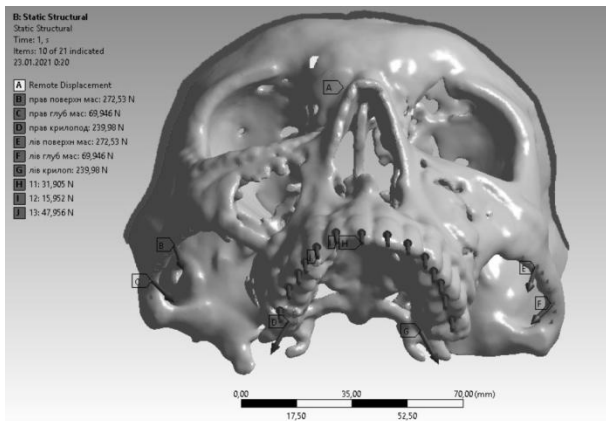 B: Static Structural
Static Structural
Time: 1, s
Items: 10 of 21 indicated
23.01.2021 0:20
A Remote Displacement
B прав поверхн мас: 272,53 N
C прав глуб мас: 69,946 N
D прав крилопод: 239,98 N
E лів поверхн мас: 272,53 N
F лів глуб мас: 69,946 N
G лів крилоп: 239,98 N
H 11: 31,905 N
I 12: 15,952 N
J 13: 47,956 N
A
B
C
D
E
F
G
H
J
0,00 35,00 70,00 (mm)
17,50 52,50